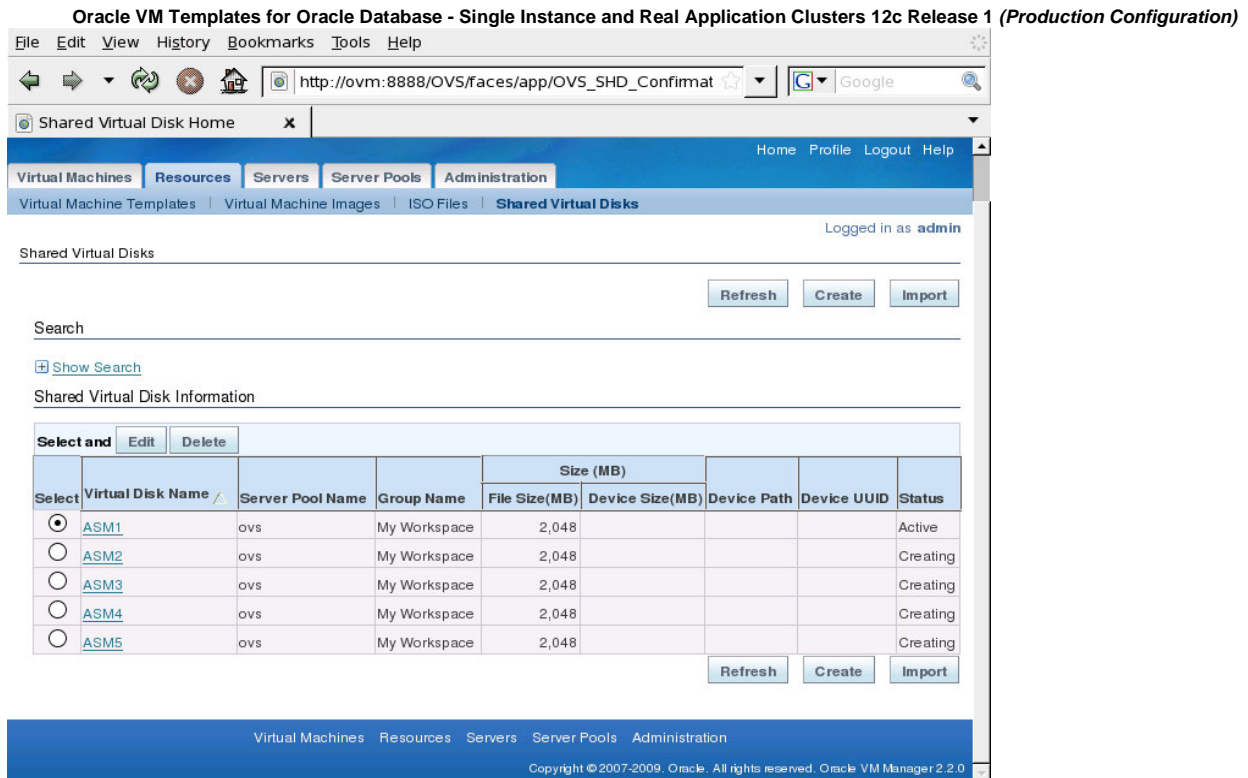 Oracle VM Templates for Oracle Database - Single Instance and Real Application Clusters 12c Release 1 (Production Configuration)
File Edit View History Bookmarks Tools Help
http://ovm:8888/OVS/faces/app/OVS_SHD_Confirmat G Google
Shared Virtual Disk Home x
Home Profile Logout Help
Virtual Machines Resources Servers Server Pools Administration
Virtual Machine Templates | Virtual Machine Images | ISO Files | Shared Virtual Disks
Logged in as admin
Shared Virtual Disks
Refresh Create Import
Search
Show Search
Shared Virtual Disk Information
Select and Edit Delete
Size (MB)
Select Virtual Disk Name Server Pool Name Group Name File Size(MB) Device Size(MB) Device Path Device UUID Status
ASM1 ovs My Workspace 2,048 Active
ASM2 ovs My Workspace 2,048 Creating
ASM3 ovs My Workspace 2,048 Creating
ASM4 ovs My Workspace 2,048 Creating
ASM5 ovs My Workspace 2,048 Creating
Refresh Create Import
Virtual Machines Resources Servers Server Pools Administration
Copyright ©2007-2009. Oracle. All rights reserved. Oracle VM Manager 2.2.0